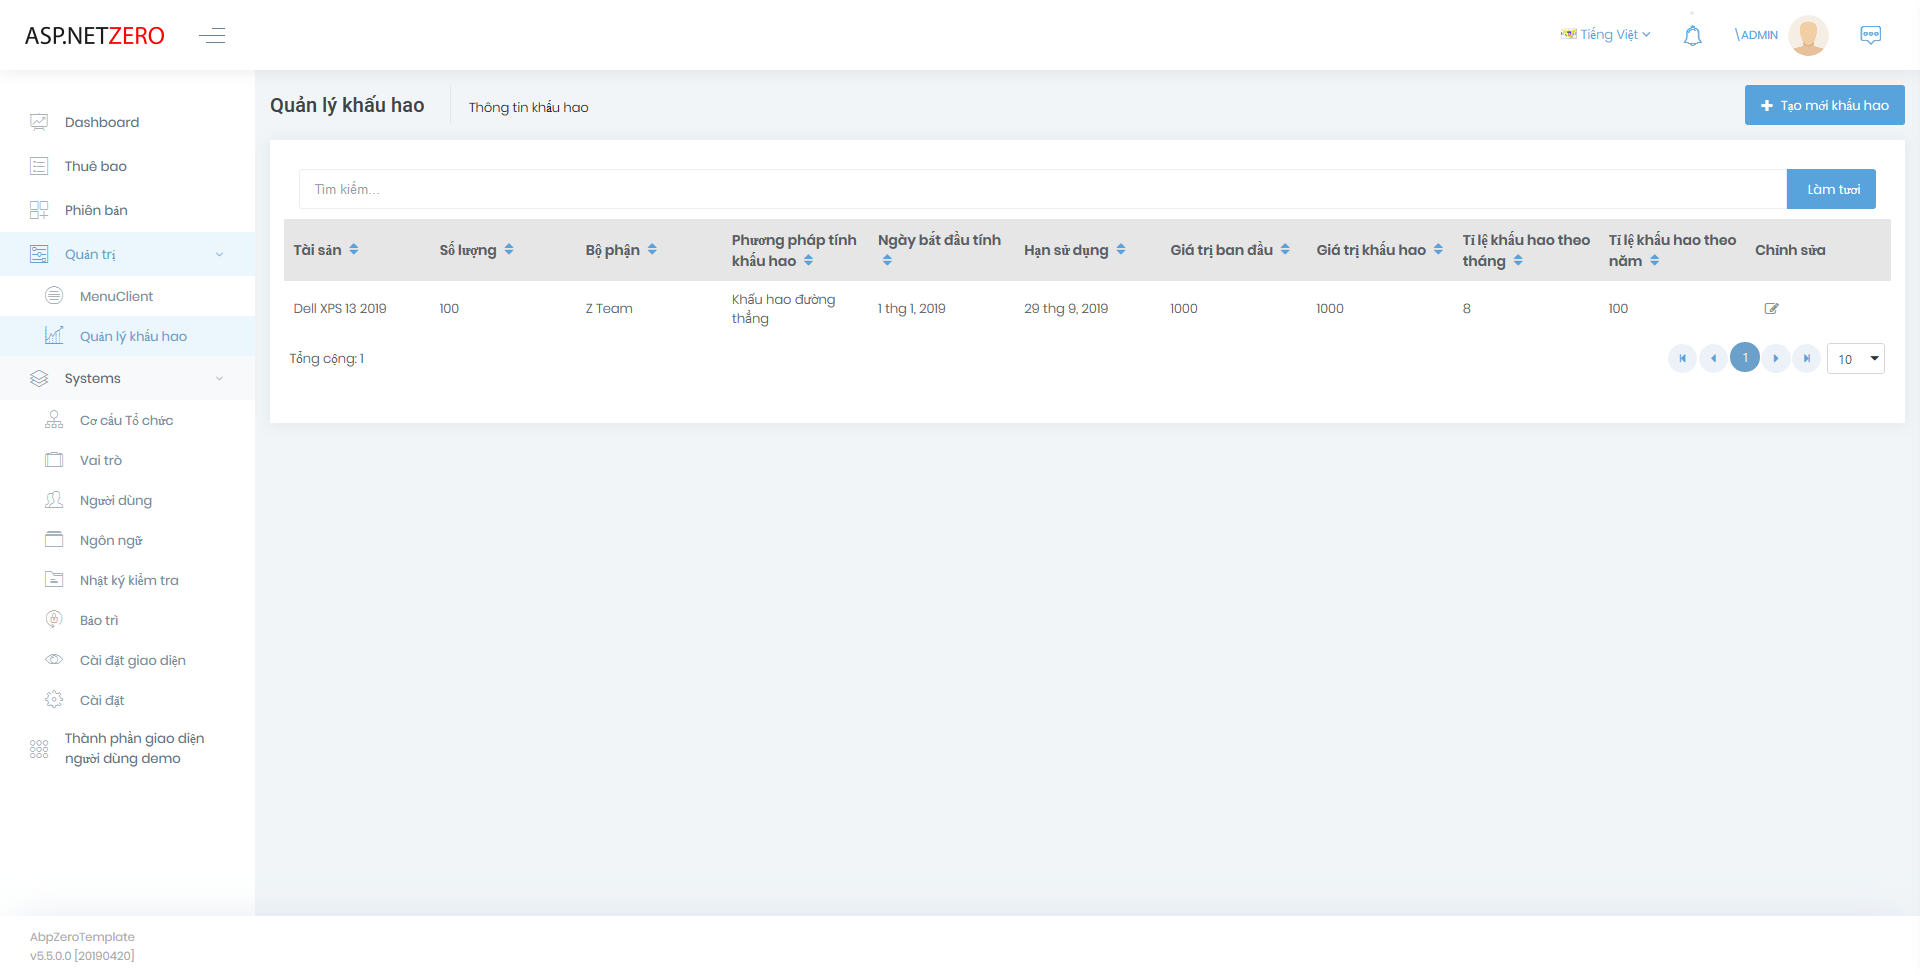 ASP.NETZERO
Tiếng Việt
\ADMIN
Dashboard
Thuê bao
Phiên bản
Quản trị
MenuClient
Quản lý khấu hao
Systems
Cơ cấu Tổ chức
Vai trò
Người dùng
Ngôn ngữ
Nhật ký kiểm tra
Bảo trì
Cài đặt giao diện
Cài đặt
Thành phần giao diện
người dùng demo
Quản lý khấu hao
Thông tin khấu hao
Tạo mới khấu hao
Tìm kiếm...
Làm tươi
Tài sản
Số lượng
Bộ phận
Phương pháp tính
khấu hao
Ngày bắt đầu tính
Hạn sử dụng
Giá trị ban đầu
Giá trị khấu hao
Tỉ lệ khấu hao theo
tháng
Tỉ lệ khấu hao theo
năm
Chỉnh sửa
Dell XPS 13 2019
100
Z Team
Khấu hao đường
thẳng
1 thg 1, 2019
29 thg 9, 2019
1000
1000
8
100
Tổng cộng: 1
1
10
AbpZeroTemplate
v5.5.0.0 [20190420]